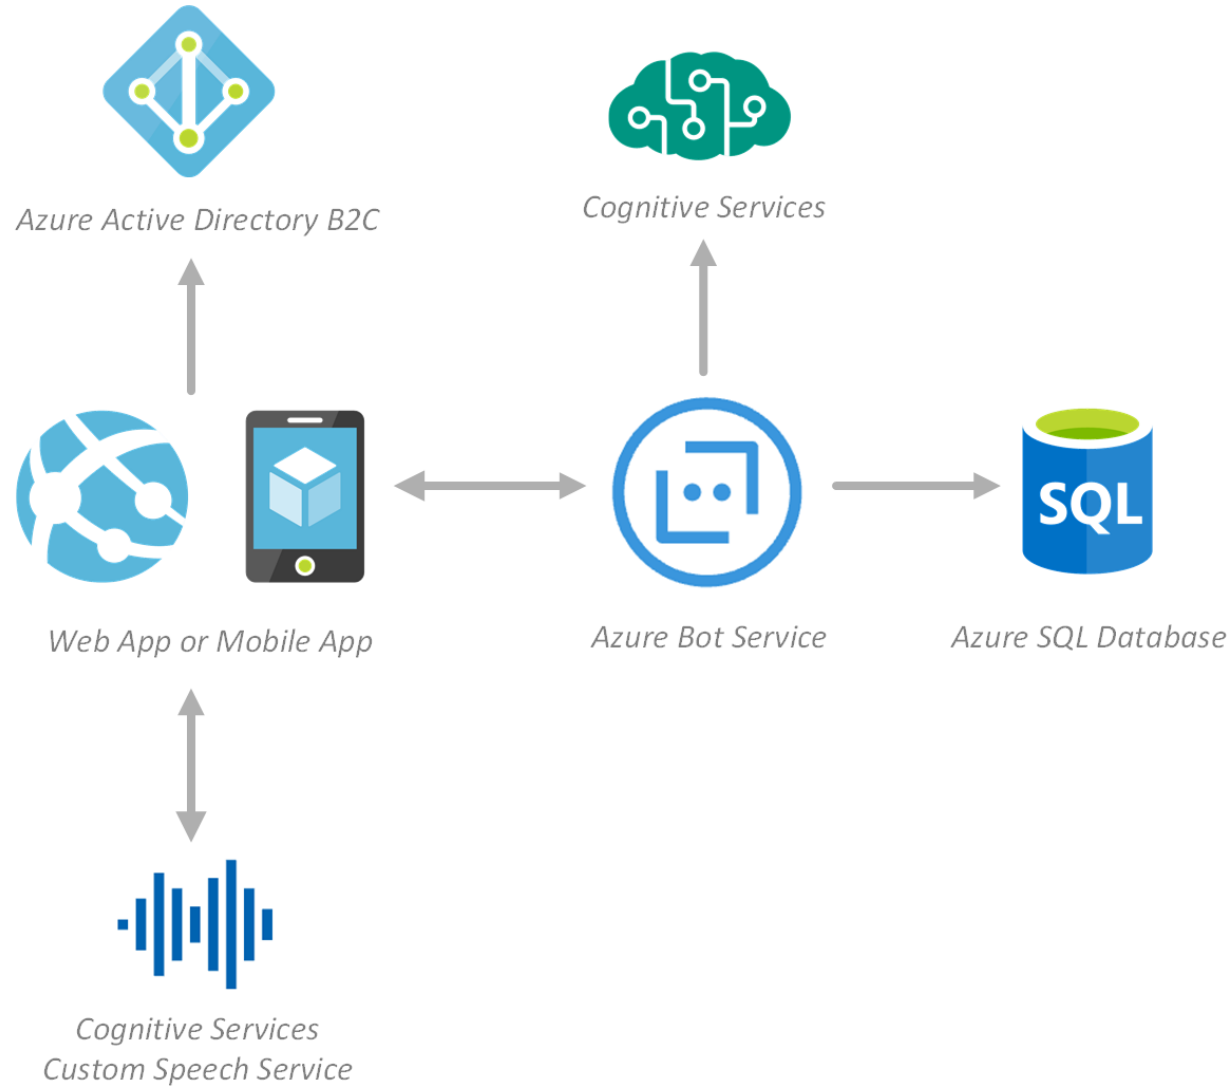 Azure Active Directory B2C
Cognitive Services
Web App or Mobile App
Azure Bot Service
SQL
Azure SQL Database
Cognitive Services
Custom Speech Service